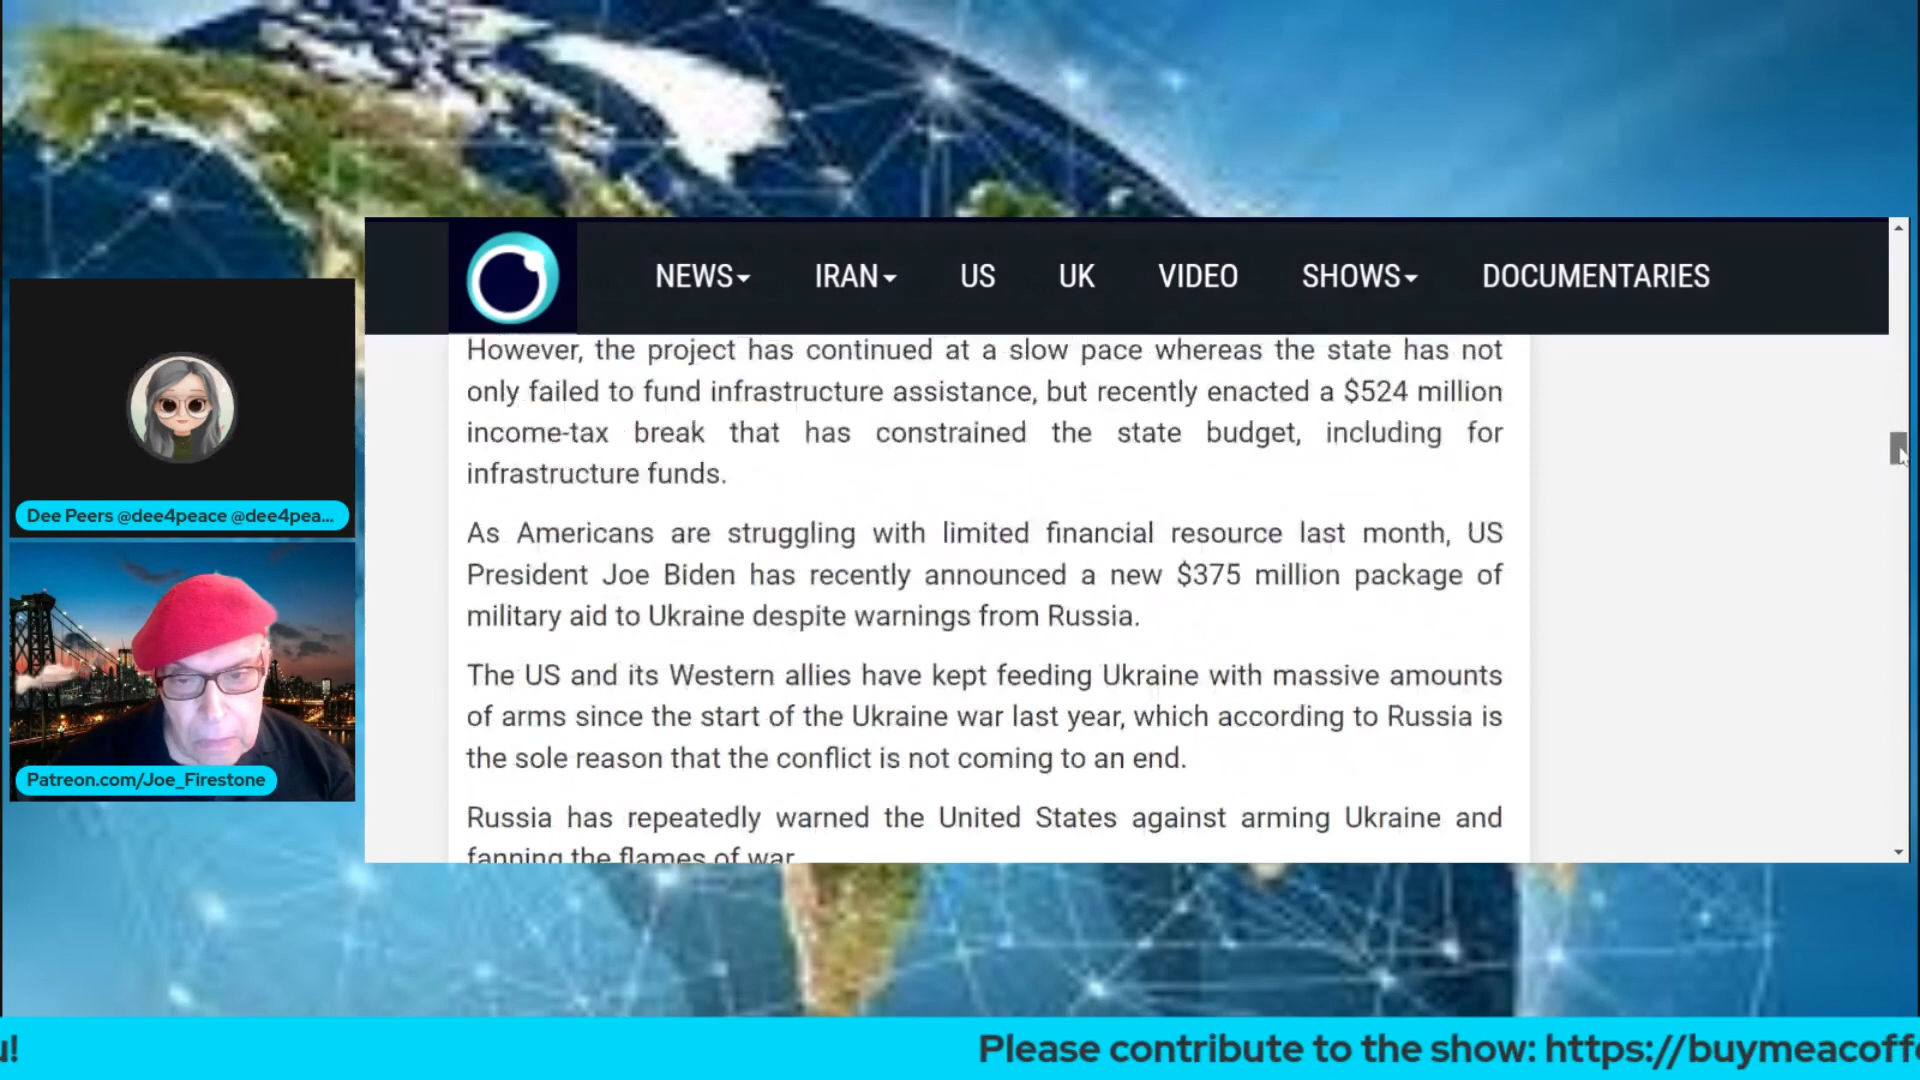 NEWS IRAN US UK VIDEO SHOWS DOCUMENTARIES
However, the project has continued at a slow pace whereas the state has not
only failed to fund infrastructure assistance, but recently enacted a $524 million
income-tax break that has constrained the state budget, including for
infrastructure funds.
As Americans are struggling with limited financial resource last month, US
President Joe Biden has recently announced a new $375 million package of
military aid to Ukraine despite warnings from Russia.
The US and its Western allies have kept feeding Ukraine with massive amounts
of arms since the start of the Ukraine war last year, which according to Russia is
the sole reason that the conflict is not coming to an end.
Russia has repeatedly warned the United States against arming Ukraine and
fanning the flames of war
Dee Peers @dee4peace @dee4pea...
Patreon.com/Joe_Firestone
u! Please contribute to the show: https://buymeacoffe